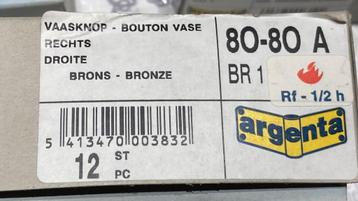 VAASKNOP - BOUTON VASE
RECHTS
DROITE
BRONS - BRONZE
80-80 A
BR 1
Rf - 1/2 h
5 413470 003832
12 ST
PC
argenta